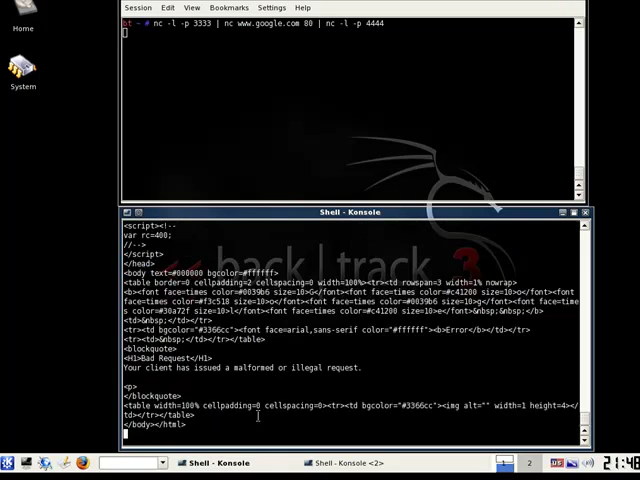 Session Edit View Bookmarks Settings Help
Home
bt ~ # nc -l -p 3333 | nc www.google.com 80 | nc -l -p 4444
System
Shell - Konsole
<script><!--
var rc=400;
//-->
</script>
</head>
<body text=#000000 bgcolor=#ffffff>
<table border=0 cellpadding=2 cellspacing=0 width=100%><tr><td rowspan=3 width=1% nowrap>
<b><font face=times color=#0039b6 size=10>G</font><font face=times color=#c41200 size=10>o</font><font
face=times color=#f3c518 size=10>o</font><font face=times color=#0039b6 size=10>g</font><font face=time
s color=#30a72f size=10>l</font><font face=times color=#c41200 size=10>e</font>&nbsp;&nbsp;</b>
<td>&nbsp;</td></tr>
<tr><td bgcolor="#3366cc"><font face=arial,sans-serif color="#ffffff"><b>Error</b></td></tr>
<tr><td>&nbsp;</td></tr></table>
<blockquote>
<H1>Bad Request</H1>
Your client has issued a malformed or illegal request.
<p>
</blockquote>
<table width=100% cellpadding=0 cellspacing=0><tr><td bgcolor="#3366cc"><img alt="" width=1 height=4></
td></tr></table>
</body></html>
back | track 3
Shell - Konsole
Shell - Konsole <2>
1 2
US
21:48